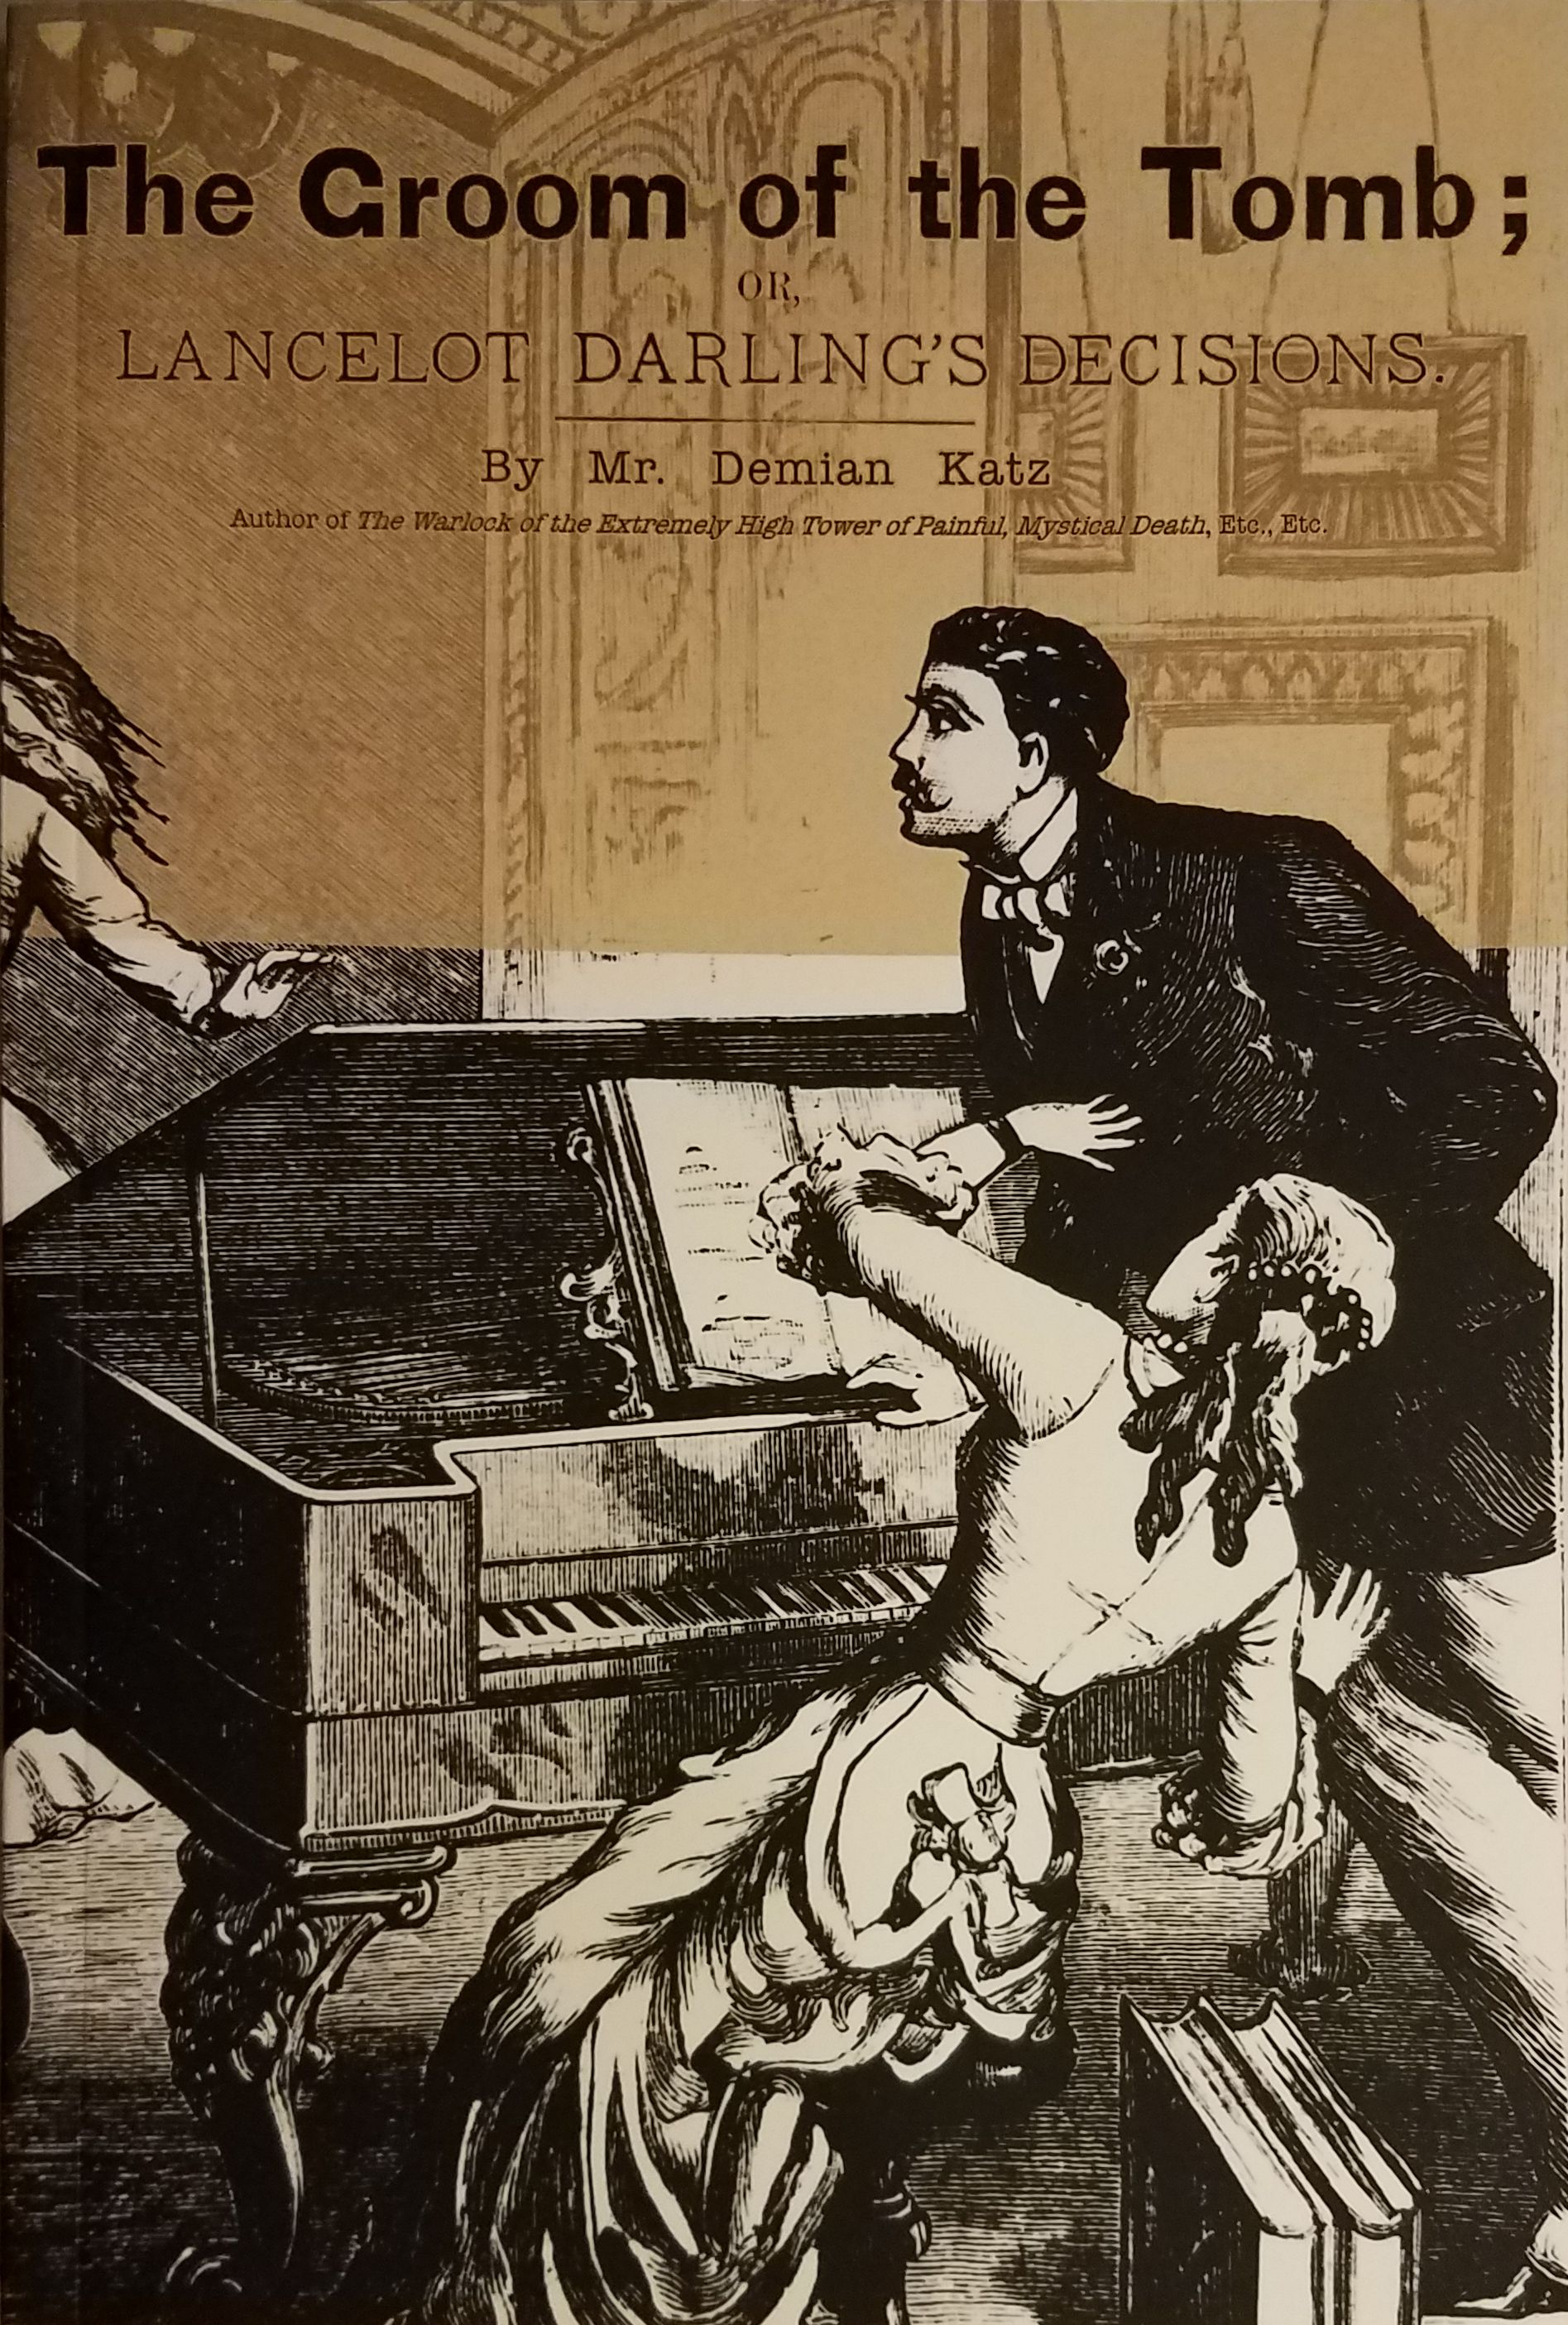 The Groom of the Tomb;
OR,
LANCELOT DARLING'S DECISIONS.
By Mr. Demian Katz
Author of The Warlock of the Extremely High Tower of Painful, Mystical Death, Etc., Etc.